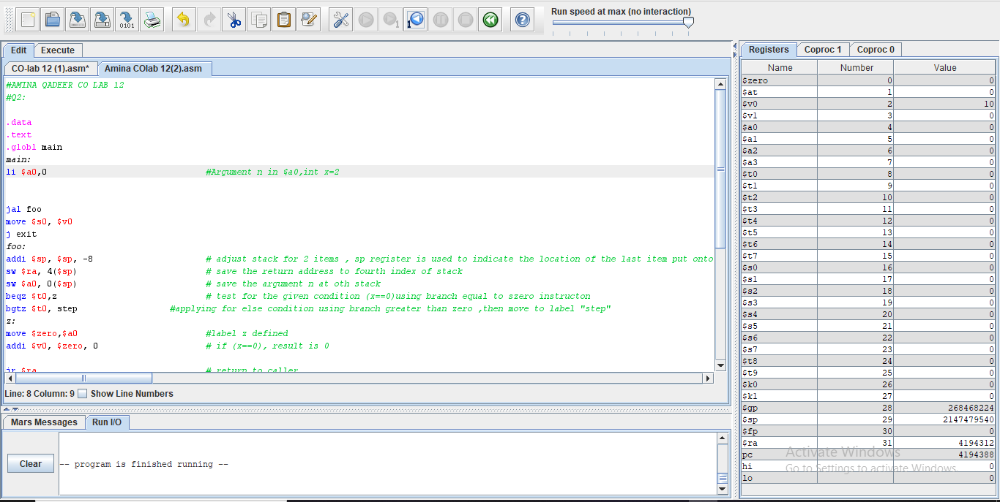 Run speed at max (no interaction)
0101
1
1
Edit Execute
CO-lab 12 (1).asm* Amina COlab 12(2).asm
#AMINA QADEER CO LAB 12
#Q2:
.data
.text
.globl main
main:
li $a0,0 #Argument n in $a0,int x=2
jal foo
move $s0, $v0
j exit
foo:
addi $sp, $sp, -8 # adjust stack for 2 items , sp register is used to indicate the location of the last item put onto
sw $ra, 4($sp) # save the return address to fourth index of stack
sw $a0, 0($sp) # save the argument n at oth stack
beqz $t0,z # test for the given condition (x==0)using branch equal to szero instructon
bgtz $t0, step #applying for else condition using branch greater than zero ,then move to label "step"
z:
move $zero,$a0 #label z defined
addi $v0, $zero, 0 # if (x==0), result is 0
jr $ra # return to caller
Line: 8 Column: 9 Show Line Numbers
Mars Messages Run I/O
Clear
-- program is finished running --
Registers Coproc 1 Coproc 0
Name Number Value
$zero 0 0
$at 1 0
$v0 2 10
$v1 3 0
$a0 4 0
$a1 5 0
$a2 6 0
$a3 7 0
$t0 8 0
$t1 9 0
$t2 10 0
$t3 11 0
$t4 12 0
$t5 13 0
$t6 14 0
$t7 15 0
$s0 16 0
$s1 17 0
$s2 18 0
$s3 19 0
$s4 20 0
$s5 21 0
$s6 22 0
$s7 23 0
$t8 24 0
$t9 25 0
$k0 26 0
$k1 27 0
$gp 28 268468224
$sp 29 2147479540
$fp 30 0
$ra 31 4194312
pc 4194388
hi 0
lo 0
Activate Windows
Go to Settings to activate Windows.